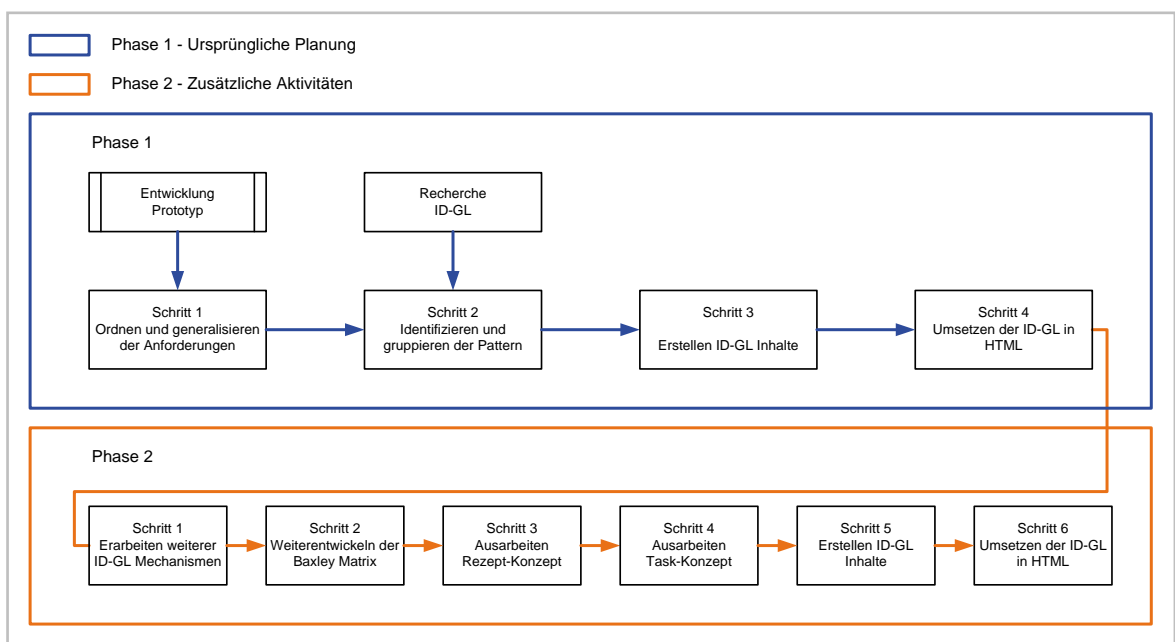 Phase 1 - Ursprüngliche Planung
Phase 2 - Zusätzliche Aktivitäten
Phase 1
Entwicklung
Prototyp
Recherche
ID-GL
Schritt 1
Ordnen und generalisieren
der Anforderungen
Schritt 2
Identifizieren und
gruppieren der Pattern
Schritt 3
Erstellen ID-GL Inhalte
Schritt 4
Umsetzen der ID-GL in
HTML
Phase 2
Schritt 1
Erarbeiten weiterer
ID-GL Mechanismen
Schritt 2
Weiterentwickeln der
Baxley Matrix
Schritt 3
Ausarbeiten
Rezept-Konzept
Schritt 4
Ausarbeiten
Task-Konzept
Schritt 5
Erstellen ID-GL
Inhalte
Schritt 6
Umsetzen der ID-GL
in HTML